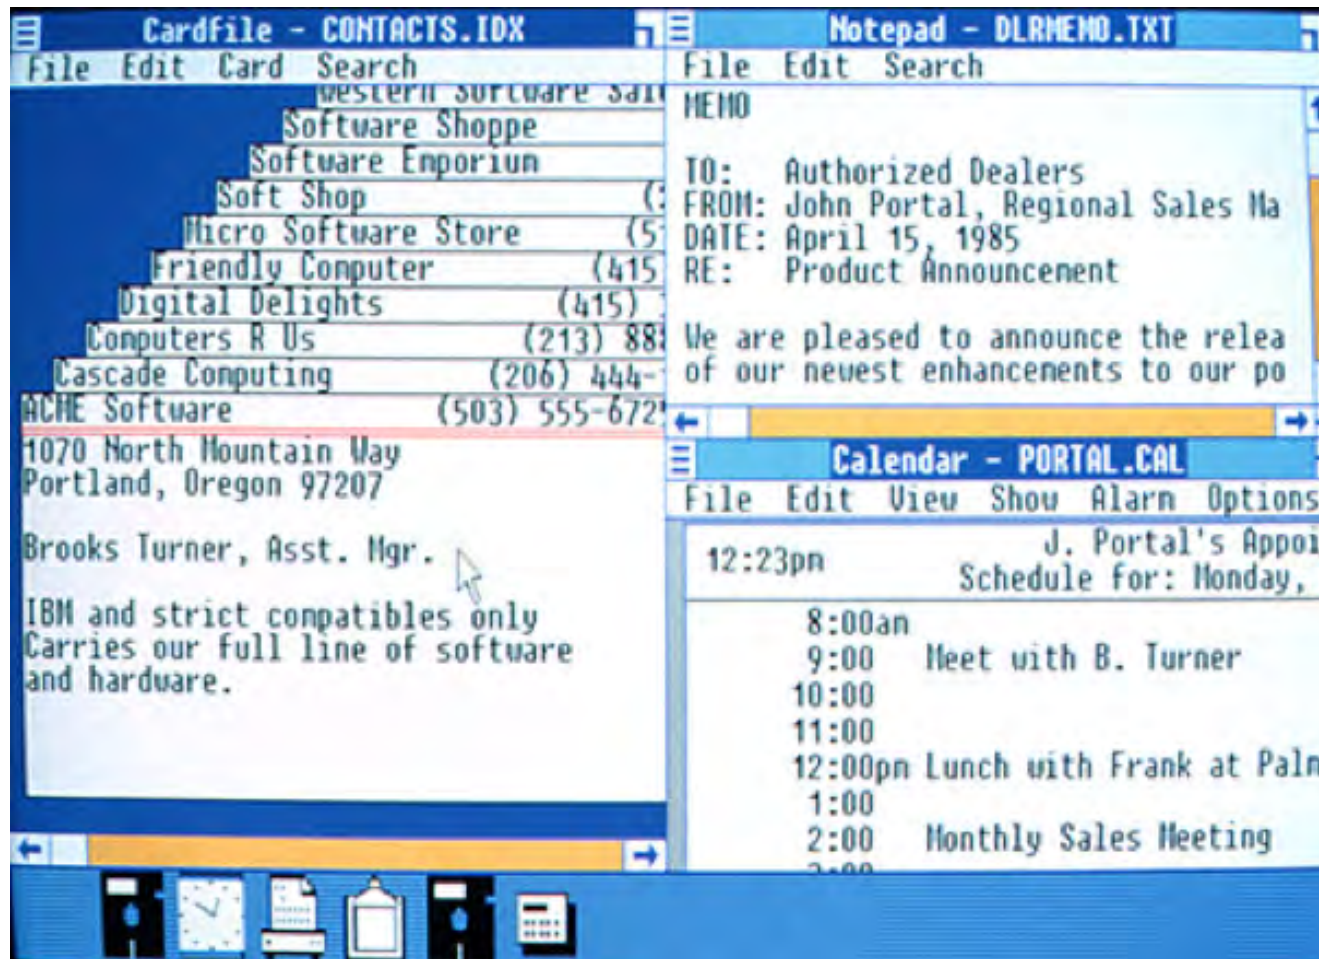 Cardfile - CONTACTS.IDX
File Edit Card Search
Western Software Sal
Software Shoppe
Software Emporium
Soft Shop (
Micro Software Store (5
Friendly Computer (415
Digital Delights (415)
Computers R Us (213) 88
Cascade Computing (206) 444-
ACME Software (503) 555-672
1070 North Mountain Way
Portland, Oregon 97207
Brooks Turner, Asst. Mgr.
IBM and strict compatibles only
Carries our full line of software
and hardware.
Notepad - DLRMEMO.TXT
File Edit Search
MEMO
TO: Authorized Dealers
FROM: John Portal, Regional Sales Ma
DATE: April 15, 1985
RE: Product Announcement
We are pleased to announce the relea
of our newest enhancements to our po
Calendar - PORTAL.CAL
File Edit View Show Alarm Options
12:23pm
J. Portal's Appoi
Schedule for: Monday,
8:00am
9:00 Meet with B. Turner
10:00
11:00
12:00pm Lunch with Frank at Palm
1:00
2:00 Monthly Sales Meeting